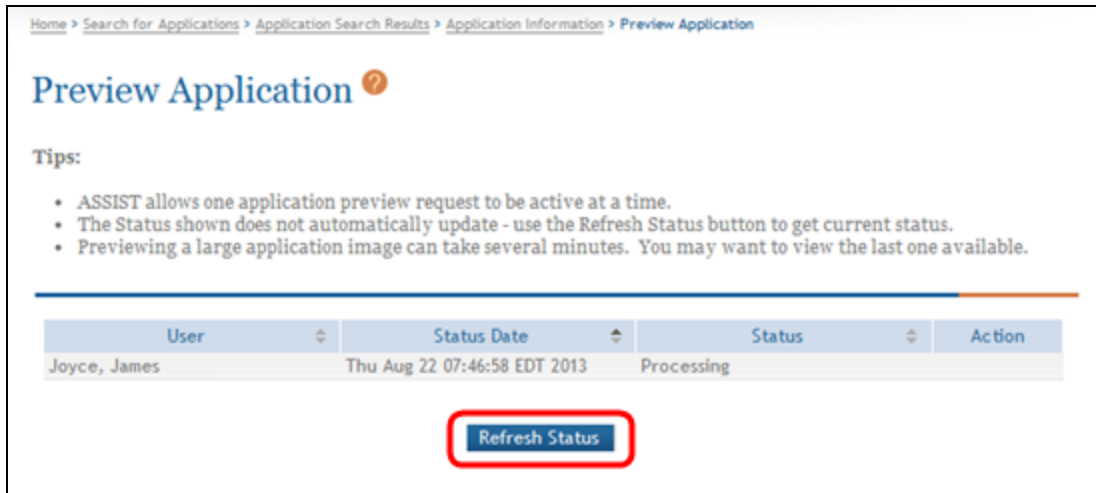 Home > Search for Applications > Application Search Results > Application Information > Preview Application
Preview Application ?
Tips:
• ASSIST allows one application preview request to be active at a time.
• The Status shown does not automatically update - use the Refresh Status button to get current status.
• Previewing a large application image can take several minutes. You may want to view the last one available.
User Status Date Status Action
Joyce, James Thu Aug 22 07:46:58 EDT 2013 Processing
Refresh Status